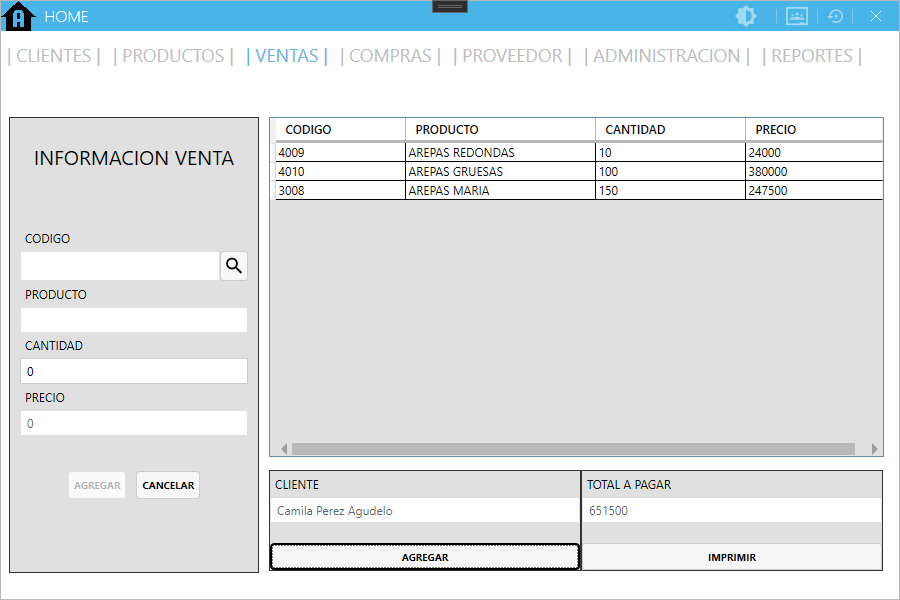 HOME
| CLIENTES | | PRODUCTOS | | VENTAS | | COMPRAS | | PROVEEDOR | | ADMINISTRACION | | REPORTES |
INFORMACION VENTA
CODIGO
PRODUCTO
CANTIDAD
0
PRECIO
0
AGREGAR CANCELAR
CODIGO PRODUCTO CANTIDAD PRECIO
4009 AREPAS REDONDAS 10 24000
4010 AREPAS GRUESAS 100 380000
3008 AREPAS MARIA 150 247500
CLIENTE
Camila Perez Agudelo
AGREGAR
TOTAL A PAGAR
651500
IMPRIMIR